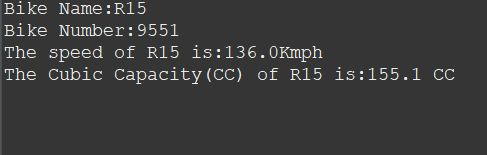 Bike Name:R15
Bike Number:9551
The speed of R15 is:136.0Kmph
The Cubic Capacity(CC) of R15 is:155.1 CC